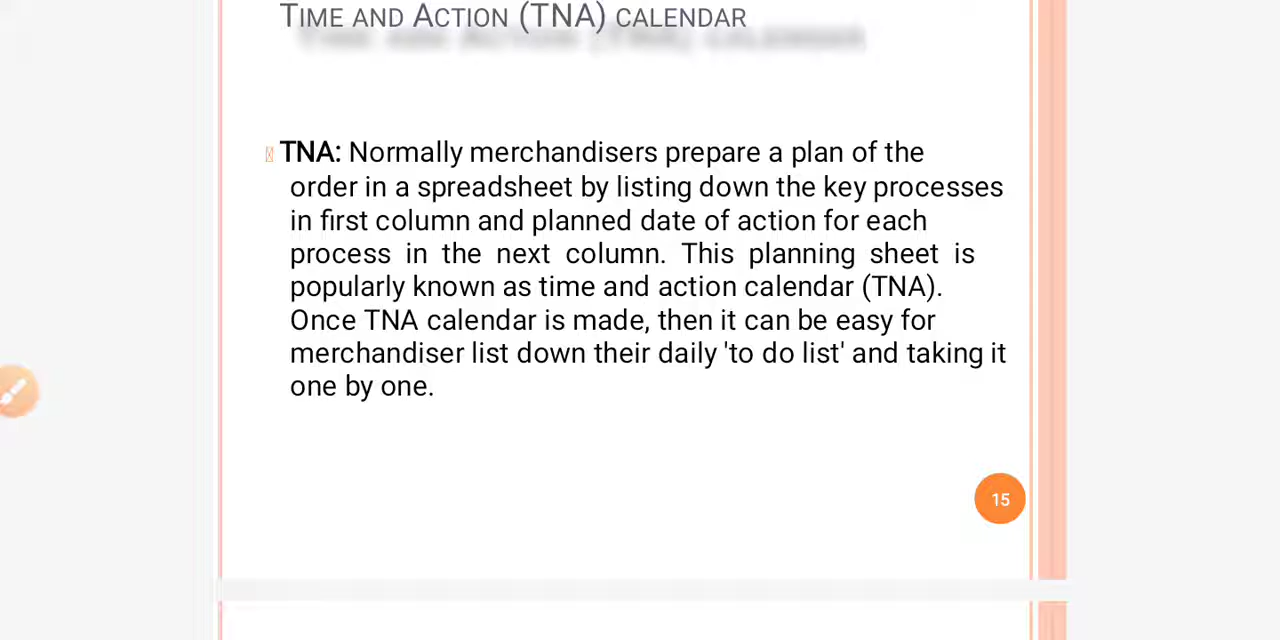 TIME AND ACTION (TNA) CALENDAR
TNA: Normally merchandisers prepare a plan of the
order in a spreadsheet by listing down the key processes
in first column and planned date of action for each
process in the next column. This planning sheet is
popularly known as time and action calendar (TNA).
Once TNA calendar is made, then it can be easy for
merchandiser list down their daily 'to do list' and taking it
one by one.
15